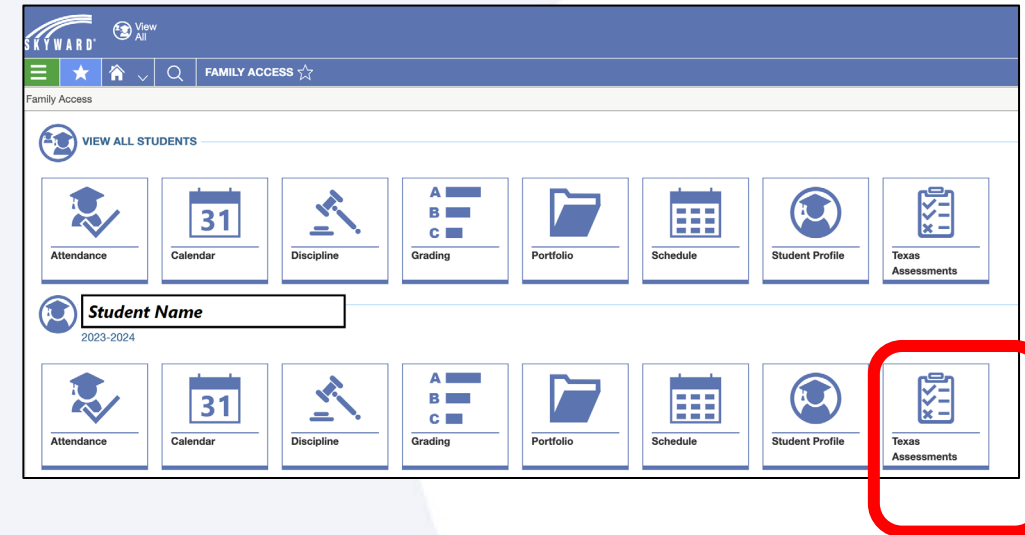 View
All
SKYWARD®
FAMILY ACCESS
Family Access
VIEW ALL STUDENTS
31
A
B
C
Attendance
Calendar
Discipline
Grading
Portfolio
Schedule
Student Profile
Texas
Assessments
Student Name
2023-2024
31
A
B
C
Attendance
Calendar
Discipline
Grading
Portfolio
Schedule
Student Profile
Texas
Assessments